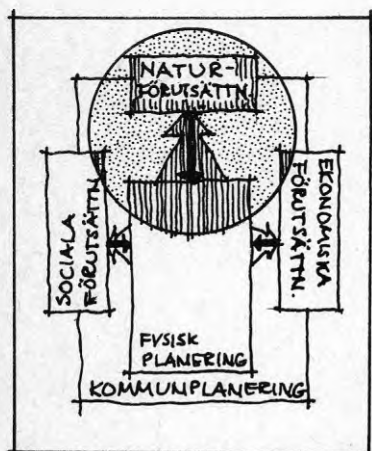 NATUR-
FÖRUTSÄTTN.
SOCIALA
FÖRUTSÄTTN.
EKONOMISKA
FÖRUTSÄTTN.
FYSISK
PLANERING
KOMMUNPLANERING